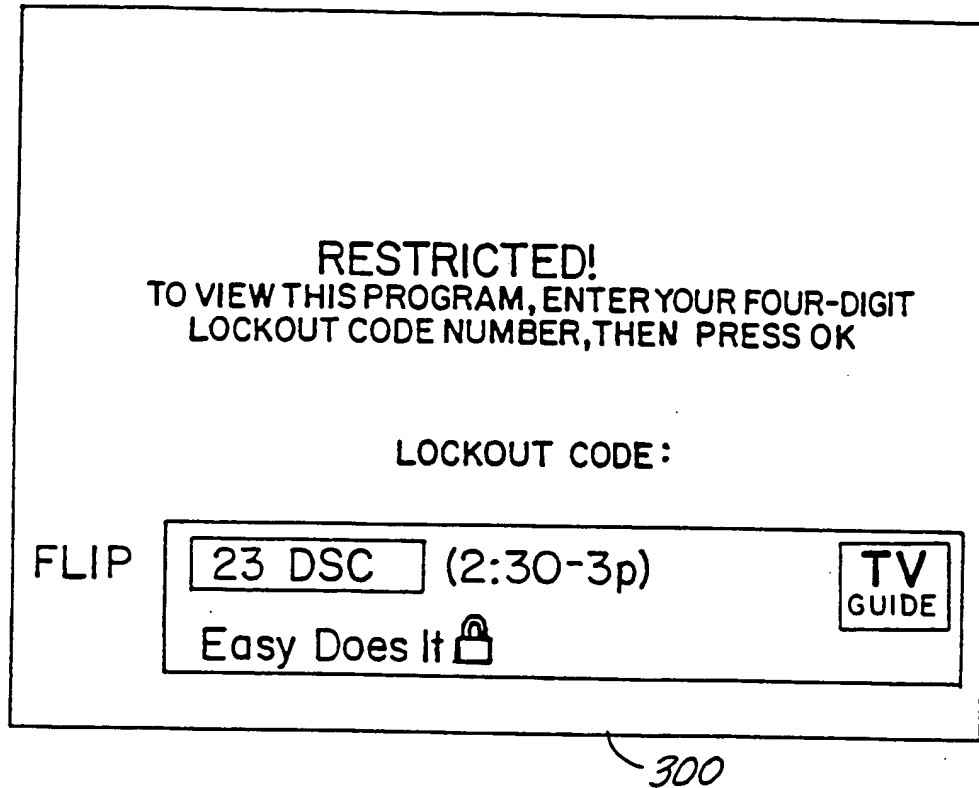 RESTRICTED!
TO VIEW THIS PROGRAM, ENTER YOUR FOUR-DIGIT
LOCKOUT CODE NUMBER, THEN PRESS OK
LOCKOUT CODE:
FLIP
23 DSC (2:30-3p)
Easy Does It
TV
GUIDE
300